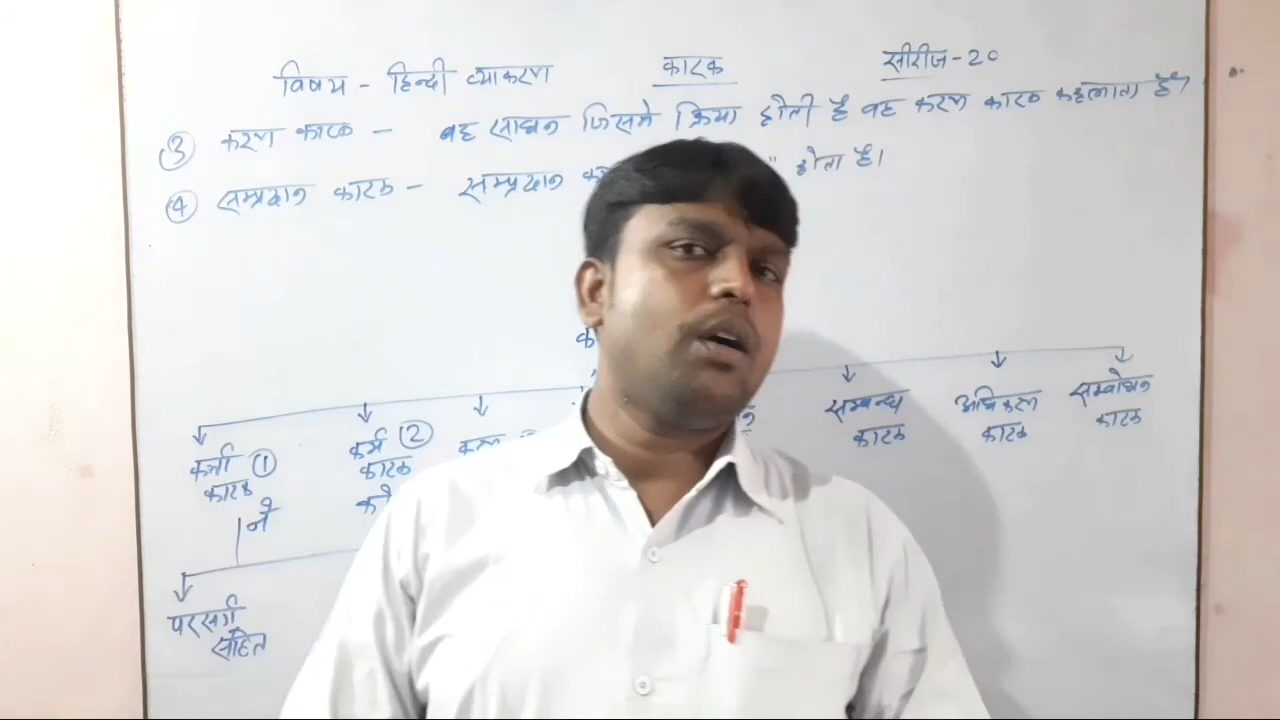 विषय - हिन्दी व्याकरण कारक सीरीज-20
③ करण कारक - वह साधन जिससे क्रिया होती है वह करण कारक कहलाता है।
④ सम्प्रदान कारक - सम्प्रदान " होता है।
कर्त्ता ① कारक ने
कर्म ② कारक को
करण
सम्बन्ध कारक
अधिकरण कारक
सम्बोधन कारक
परसर्ग सहित